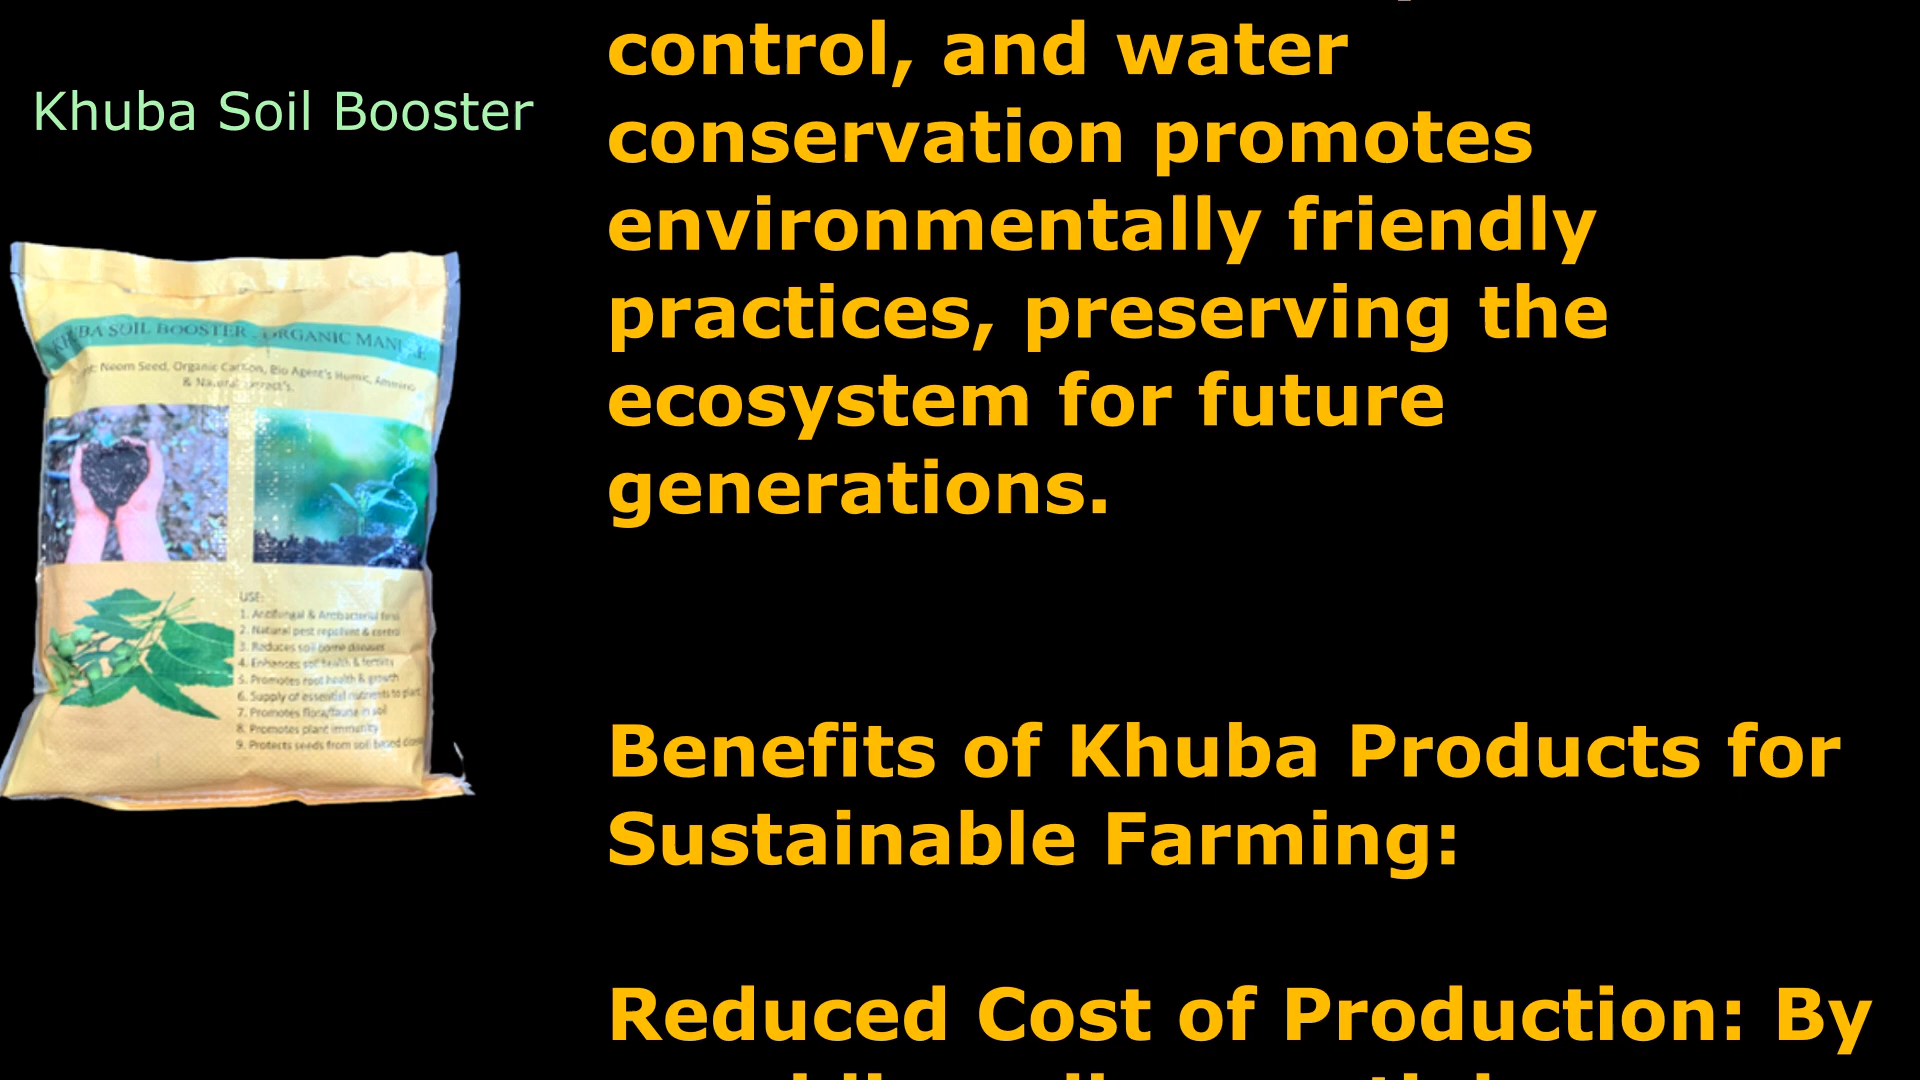 Khuba Soil Booster
KHUBA SOIL BOOSTER ORGANIC MANURE
Neem Seed, Organic Carbon, Bio Agent's Humic, Ammino
& Natural Extract's.
USE:
1. Antifungal & Antibacterial
2. Natural pest repellent & control
3. Reduces soil borne diseases
4. Enhances soil health & fertility
5. Promotes root health & growth
6. Supply of essential nutrients to plant
7. Promotes flora/fauna in soil
8. Promotes plant immunity
9. Protects seeds from soil based
control, and water
conservation promotes
environmentally friendly
practices, preserving the
ecosystem for future
generations.
Benefits of Khuba Products for
Sustainable Farming:
Reduced Cost of Production: By